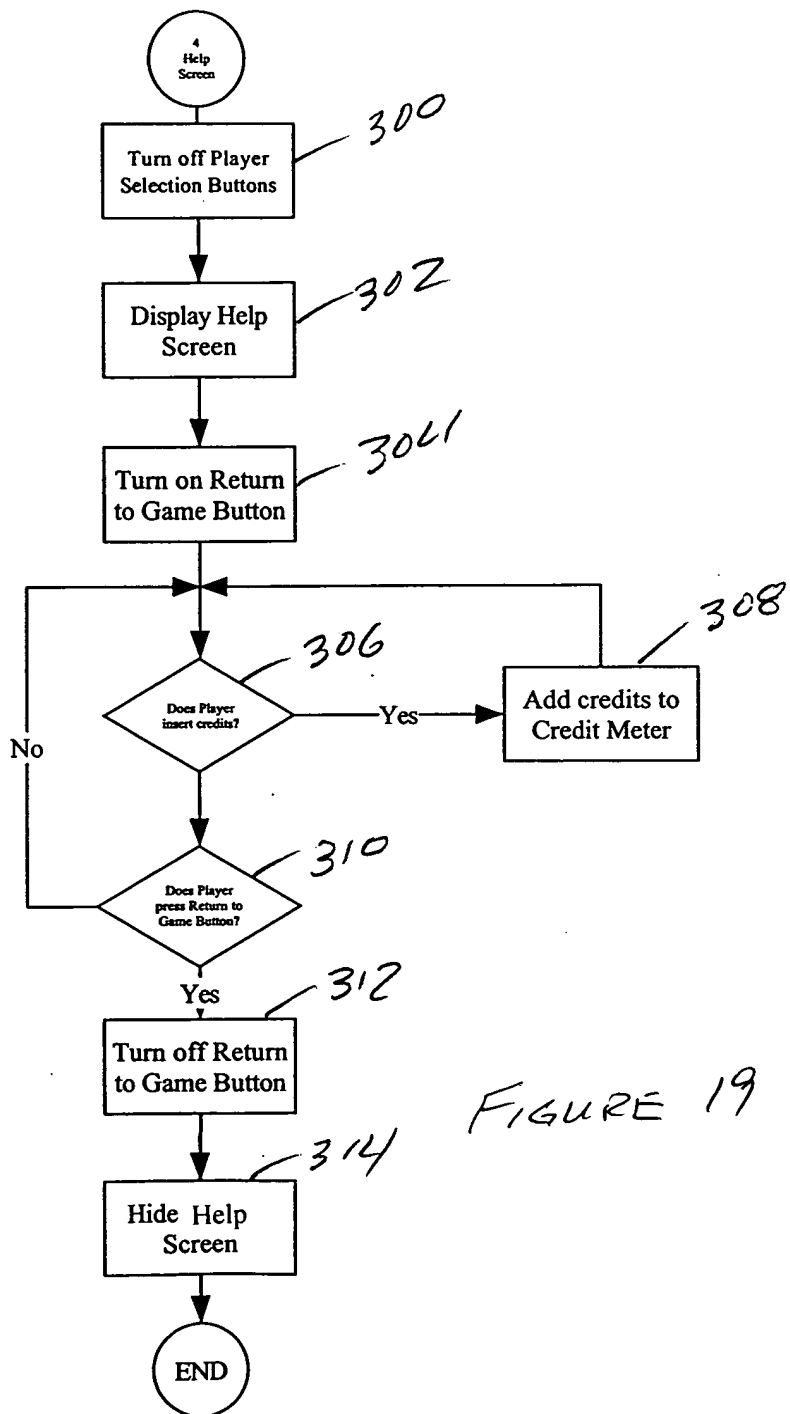 4
Help
Screen
300
Turn off Player
Selection Buttons
302
Display Help
Screen
304
Turn on Return
to Game Button
306
Does Player
insert credits?
Yes
308
Add credits to
Credit Meter
No
310
Does Player
press Return to
Game Button?
Yes
312
Turn off Return
to Game Button
FIGURE 19
314
Hide Help
Screen
END